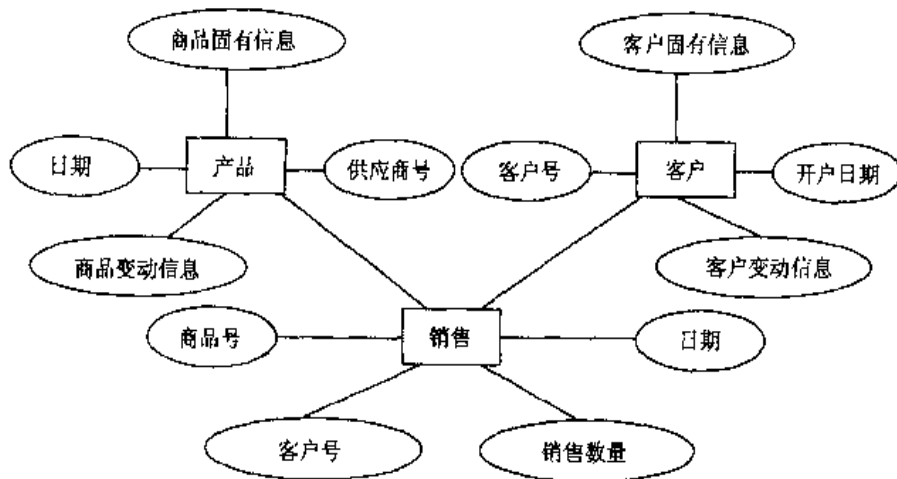 商品固有信息
客户固有信息
日期
产品
供应商号
客户号
客户
开户日期
商品变动信息
客户变动信息
商品号
销售
日期
客户号
销售数量